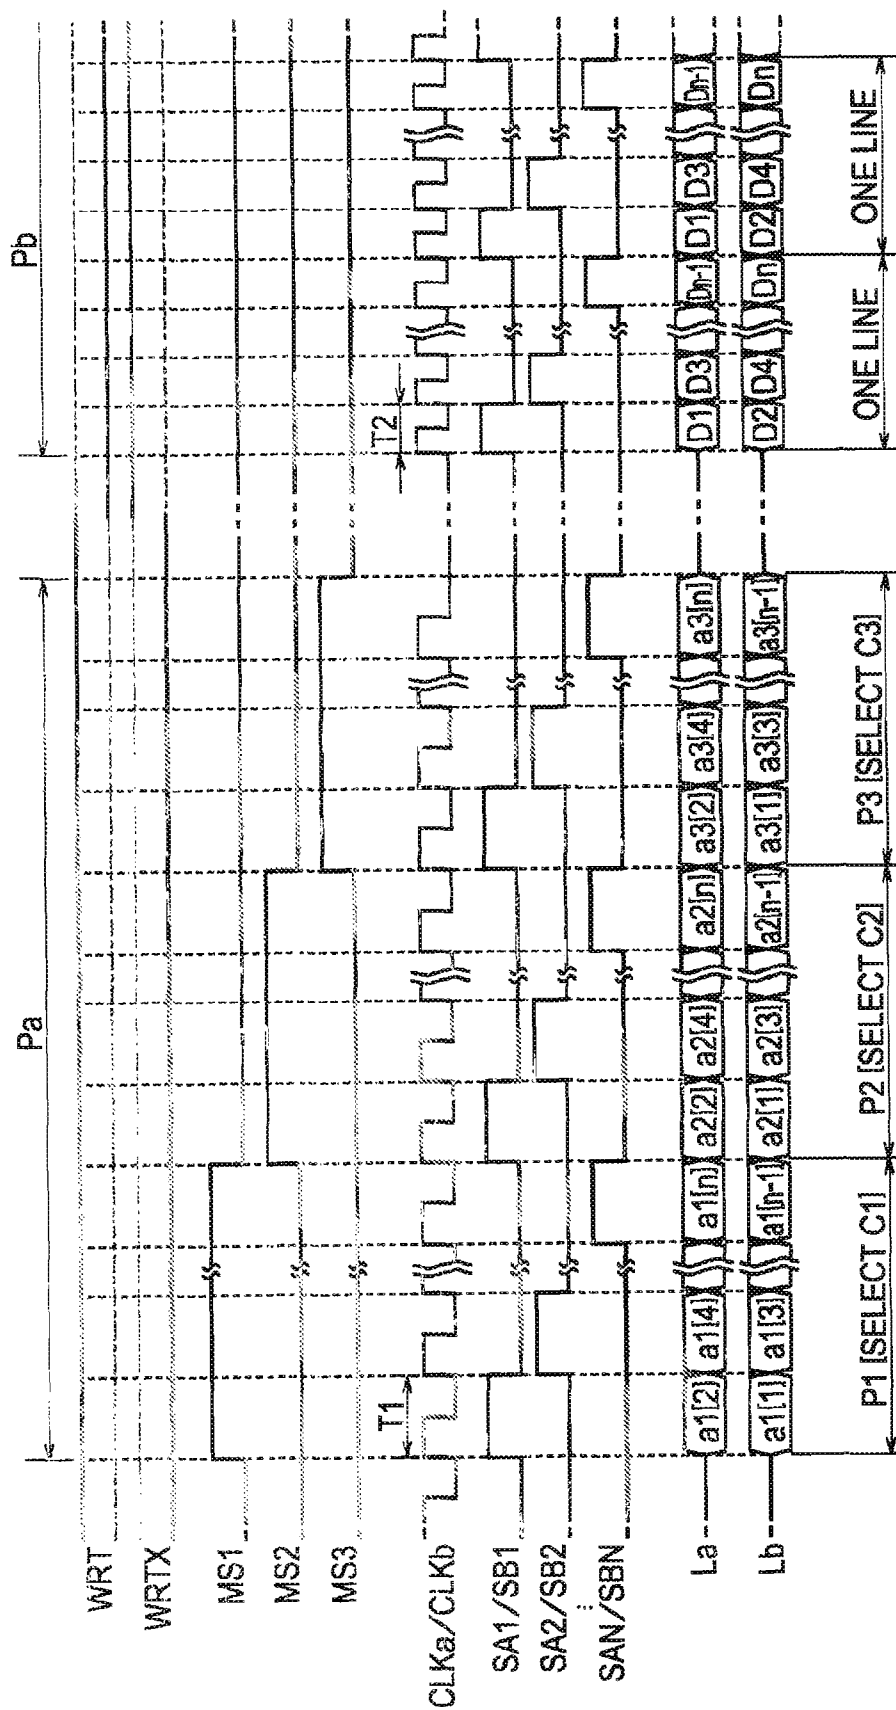 Pa Pb
WRT
WRTX
MS1
MS2
MS3
T1 T2
CLKa/CLKb
SA1/SB1
SA2/SB2
SAN/SBN
La a1[2] a1[4] a1[n] a2[2] a2[4] a2[n] a3[2] a3[4] a3[n] D1 D3 Dn-1 D1 D3 Dn-1
Lb a1[1] a1[3] a1[n-1] a2[1] a2[3] a2[n-1] a3[1] a3[3] a3[n-1] D2 D4 Dn D2 D4 Dn
P1 [SELECT C1] P2 [SELECT C2] P3 [SELECT C3] ONE LINE ONE LINE